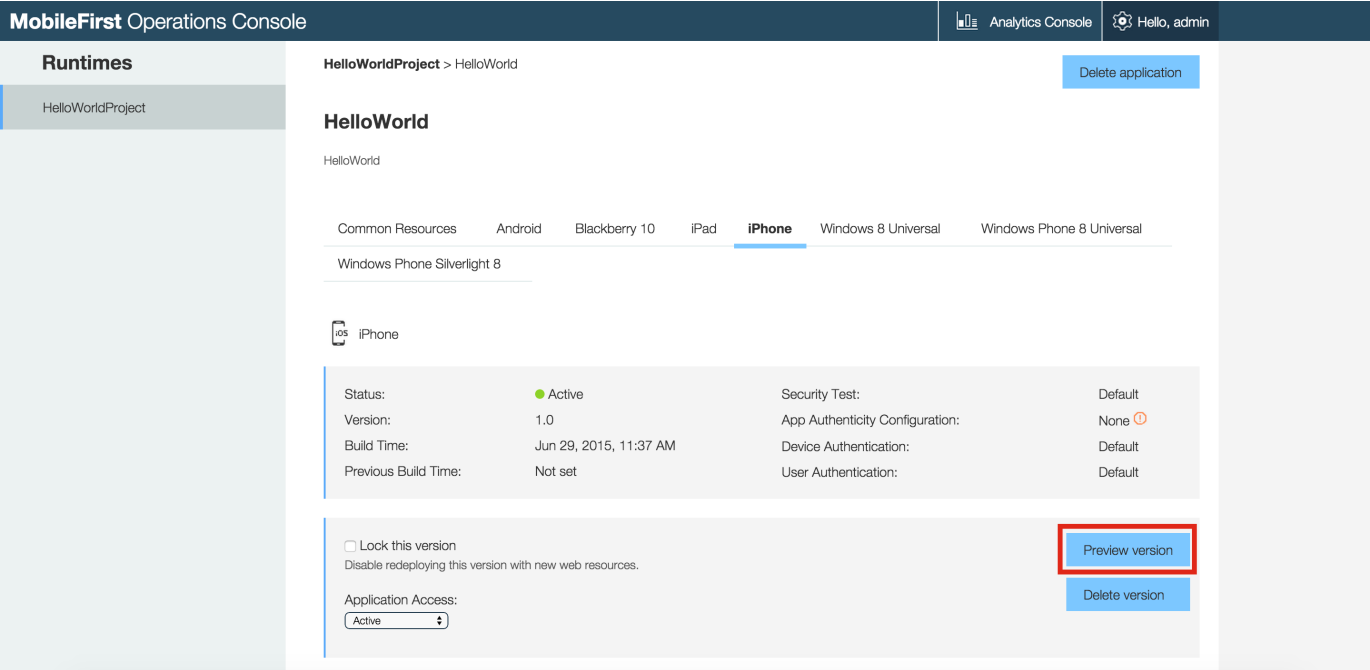 MobileFirst Operations Console
Analytics Console
Hello, admin
Runtimes
HelloWorldProject
HelloWorldProject > HelloWorld
Delete application
HelloWorld
HelloWorld
Common Resources Android Blackberry 10 iPad iPhone Windows 8 Universal Windows Phone 8 Universal
Windows Phone Silverlight 8
iOS iPhone
Status: Active Security Test: Default
Version: 1.0 App Authenticity Configuration: None
Build Time: Jun 29, 2015, 11:37 AM Device Authentication: Default
Previous Build Time: Not set User Authentication: Default
Lock this version
Disable redeploying this version with new web resources.
Application Access:
Active
Preview version
Delete version